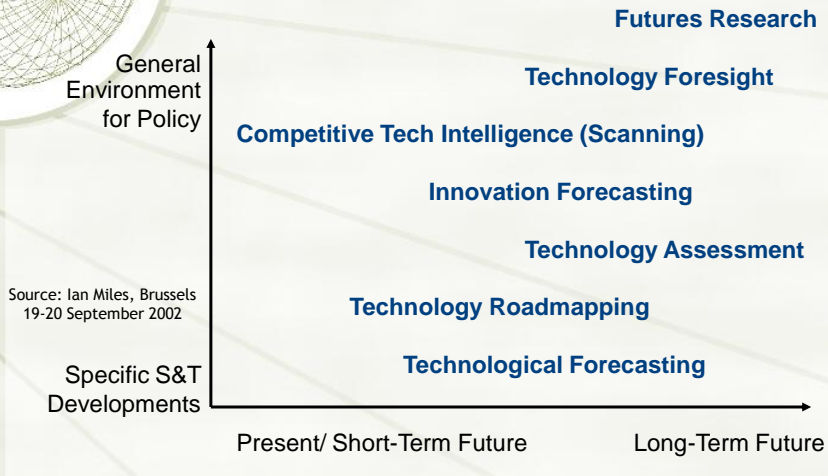 Futures Research
General
Environment
for Policy
Technology Foresight
Competitive Tech Intelligence (Scanning)
Innovation Forecasting
Technology Assessment
Source: Ian Miles, Brussels
19-20 September 2002
Technology Roadmapping
Technological Forecasting
Specific S&T
Developments
Present/ Short-Term Future
Long-Term Future